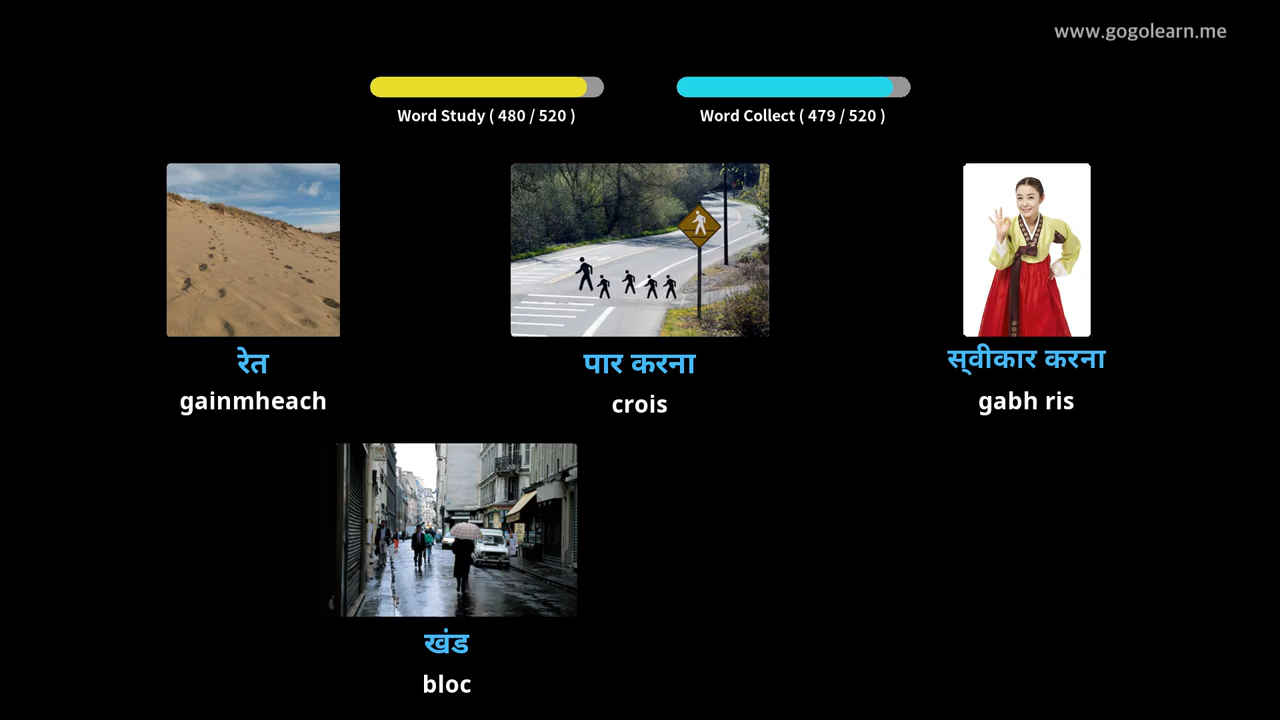 www.gogolearn.me
Word Study ( 480 / 520 )
Word Collect ( 479 / 520 )
रेत
gainmheach
पार करना
crois
स्वीकार करना
gabh ris
खंड
bloc